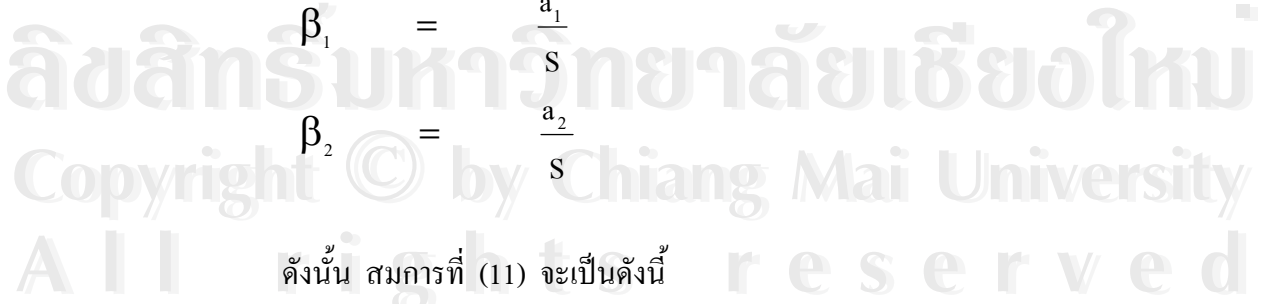 β₁ = a₁ / S
ลิขสิทธิ์มหาวิทยาลัยเชียงใหม่
β₂ = a₂ / S
Copyright © by Chiang Mai University
ดังนั้น สมการที่ (11) จะเป็นดังนี้
All rights reserved